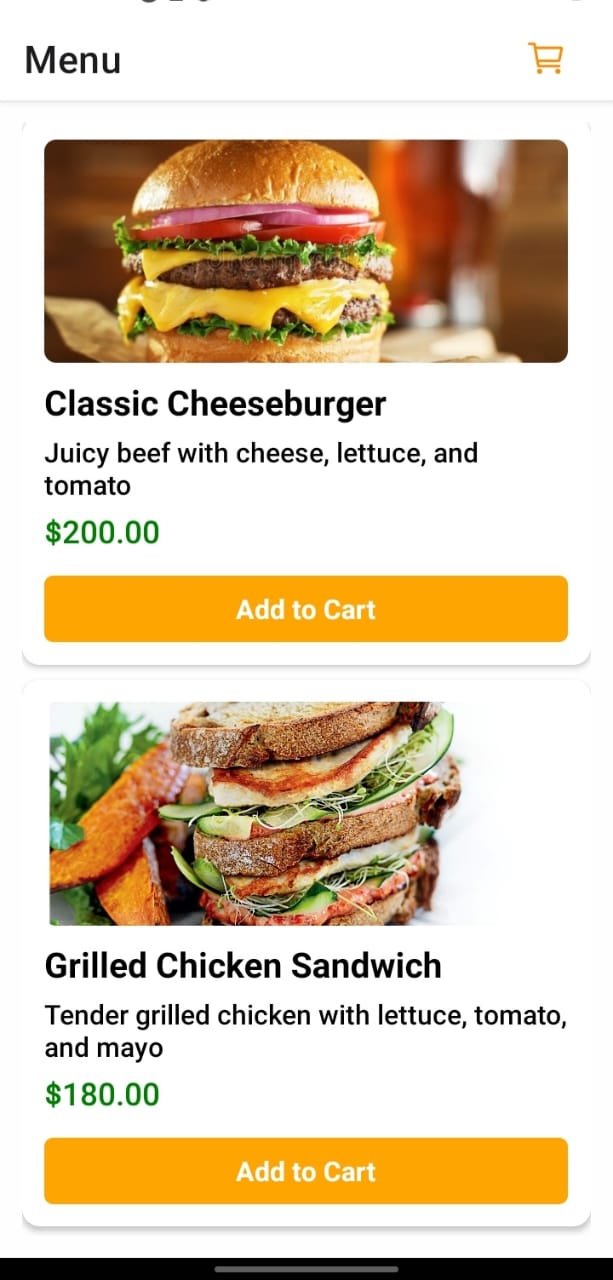 Menu
Classic Cheeseburger
Juicy beef with cheese, lettuce, and
tomato
$200.00
Add to Cart
Grilled Chicken Sandwich
Tender grilled chicken with lettuce, tomato,
and mayo
$180.00
Add to Cart